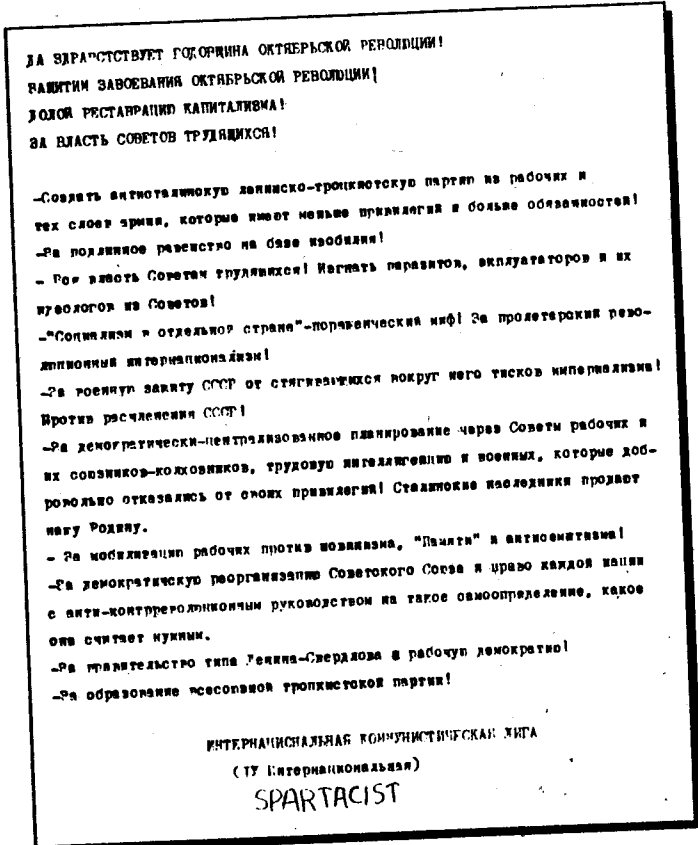 ДА ЗДРАВСТСТВУЕТ ГОДОРЩИНА ОКТЯБРЬСКОЙ РЕВОЛЮЦИИ!
ЗАЩИТИМ ЗАВОЕВАНИЯ ОКТЯБРЬСКОЙ РЕВОЛЮЦИИ!
ДОЛОЙ РЕСТАВРАЦИЮ КАПИТАЛИЗМА!
ЗА ВЛАСТЬ СОВЕТОВ ТРУДЯЩИХСЯ!
-Создать антисталинскую ленинско-троцкистскую партию из рабочих и
тех слоев армии, которые имеют меньше привилегий и больше обязанностей!
-За подлинное равенство на базе изобилия!
- Вся власть Советам трудящихся! Изгнать паразитов, эксплуататоров и их
идеологов из Советов!
-"Социализм в отдельной стране"-пораженческий миф! За пролетарский рево-
люционный интернационализм!
-За военную защиту СССР от стягивающихся вокруг него тисков империализма!
Против расчленения СССР!
-За демократически-централизованное планирование через Советы рабочих и
их союзников-колхозников, трудовую интеллигенцию и военных, которые доб-
ровольно отказались от своих привилегий! Сталинские наследники продают
нашу Родину.
- За мобилизацию рабочих против шовинизма, "Памяти" и антисемитизма!
-За демократическую реорганизацию Советского Союза и право каждой нации
с анти-контрреволюционным руководством на такое самоопределение, какое
она считает нужным.
-За правительство типа Ленина-Свердлова и рабочую демократию!
-За образование всесоюзной троцкистской партии!
ИНТЕРНАЦИОНАЛЬНАЯ КОММУНИСТИЧЕСКАЯ ЛИГА
(IУ Интернациональная)
SPARTACIST